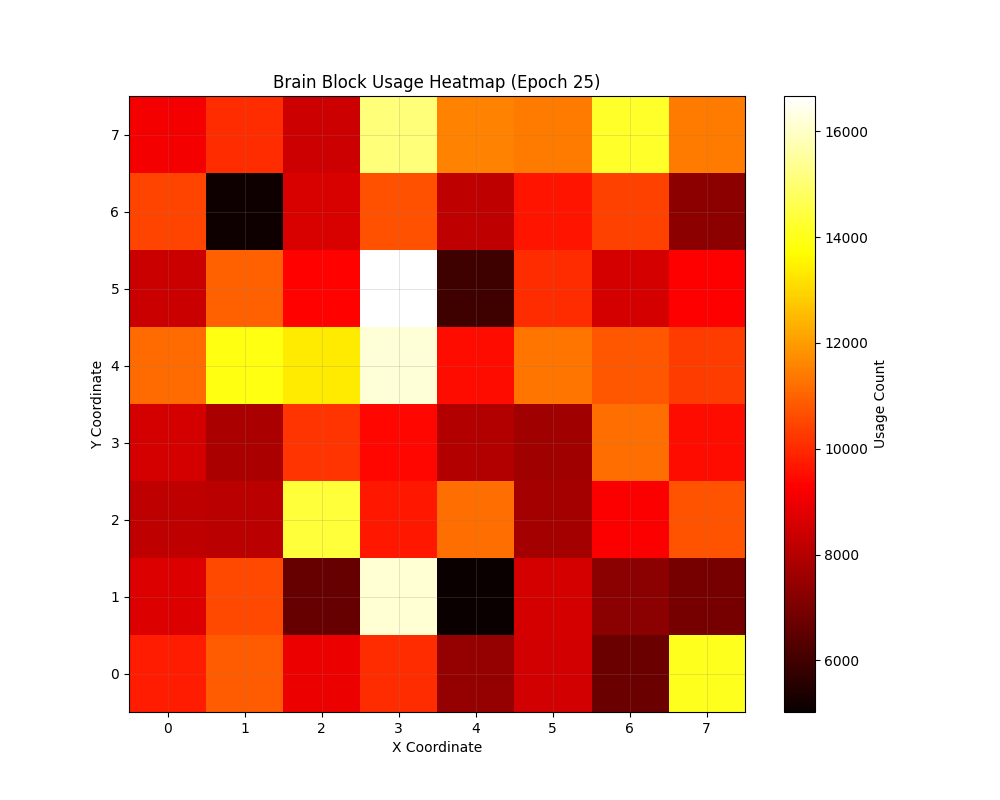 Brain Block Usage Heatmap (Epoch 25)
7
6
5
4
3
2
1
0
Y Coordinate
0 1 2 3 4 5 6 7
X Coordinate
16000
14000
12000
10000
8000
6000
Usage Count